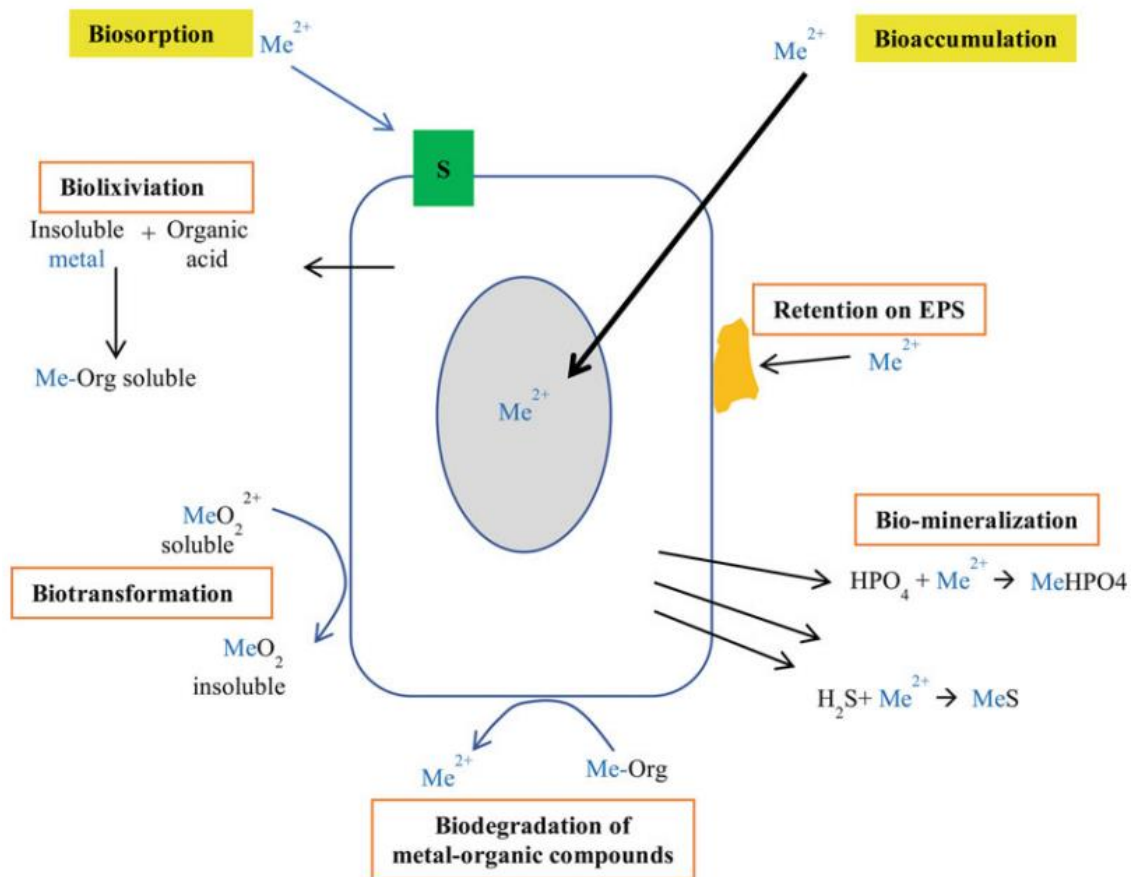 Biosorption
Me²⁺
Me²⁺
Bioaccumulation
S
Biolixiviation
Insoluble + Organic
metal acid
Me-Org soluble
Retention on EPS
Me²⁺
Me²⁺
MeO₂²⁺
soluble
Biotransformation
MeO₂
insoluble
Bio-mineralization
HPO₄ + Me²⁺ → MeHPO4
H₂S+ Me²⁺ → MeS
Me²⁺
Me-Org
Biodegradation of
metal-organic compounds